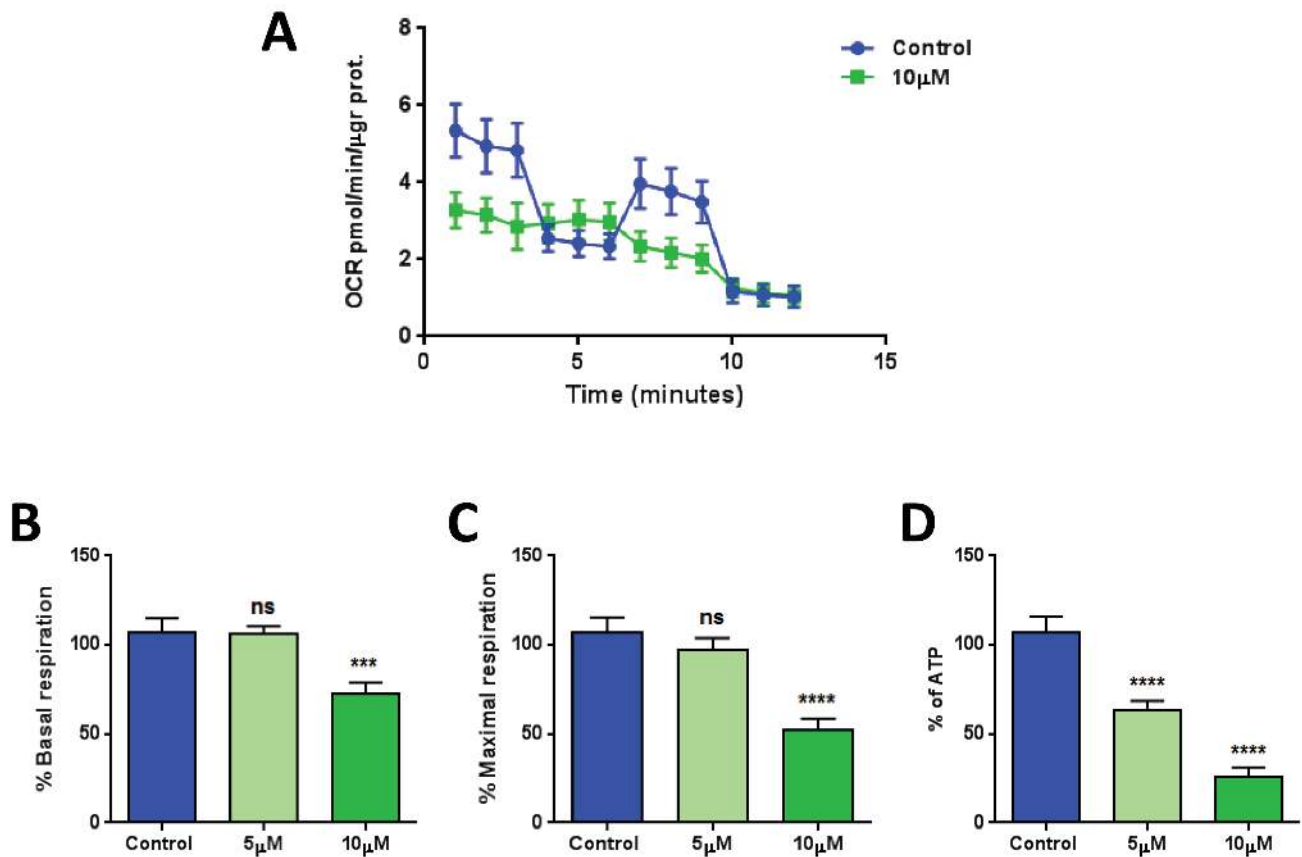 A
OCR pmol/min/μgr prot.
8
6
4
2
0
0
5
10
15
Time (minutes)
Control
10μM
B
% Basal respiration
150
100
50
0
ns
***
Control
5μM
10μM
C
% Maximal respiration
150
100
50
0
ns
****
Control
5μM
10μM
D
% of ATP
150
100
50
0
****
****
Control
5μM
10μM